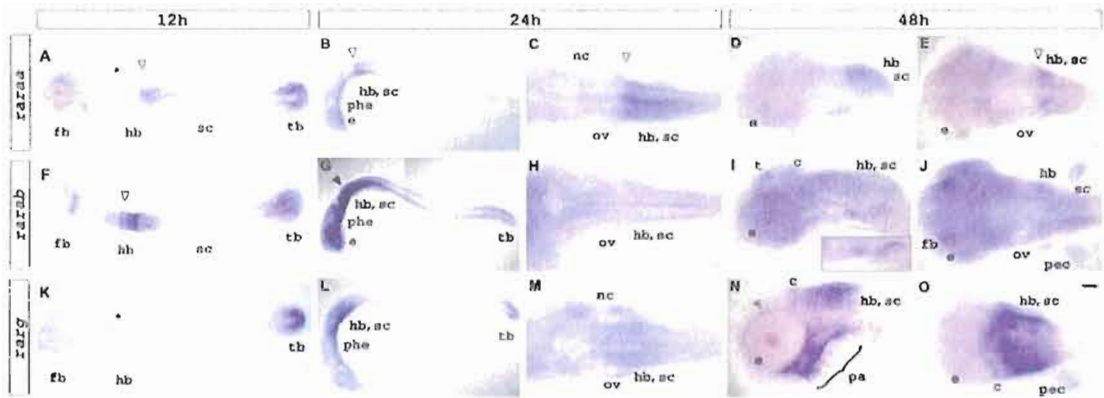 12h 24h 48h
raraa
A B C D E
nc hb hb, sc
hb, sc sc
phe
fb hb sc tb e ov hb, sc e e ov
rarab
F G H I J
t c hb, sc hb
hb, sc sc
phe
e e fb
fb hb sc tb tb ov hb, sc e ov pec
rarg
K L M N O
nc c hb, sc hb, sc
hb, sc tb
tb phe e
fb hb ov hb, sc pa e c pec